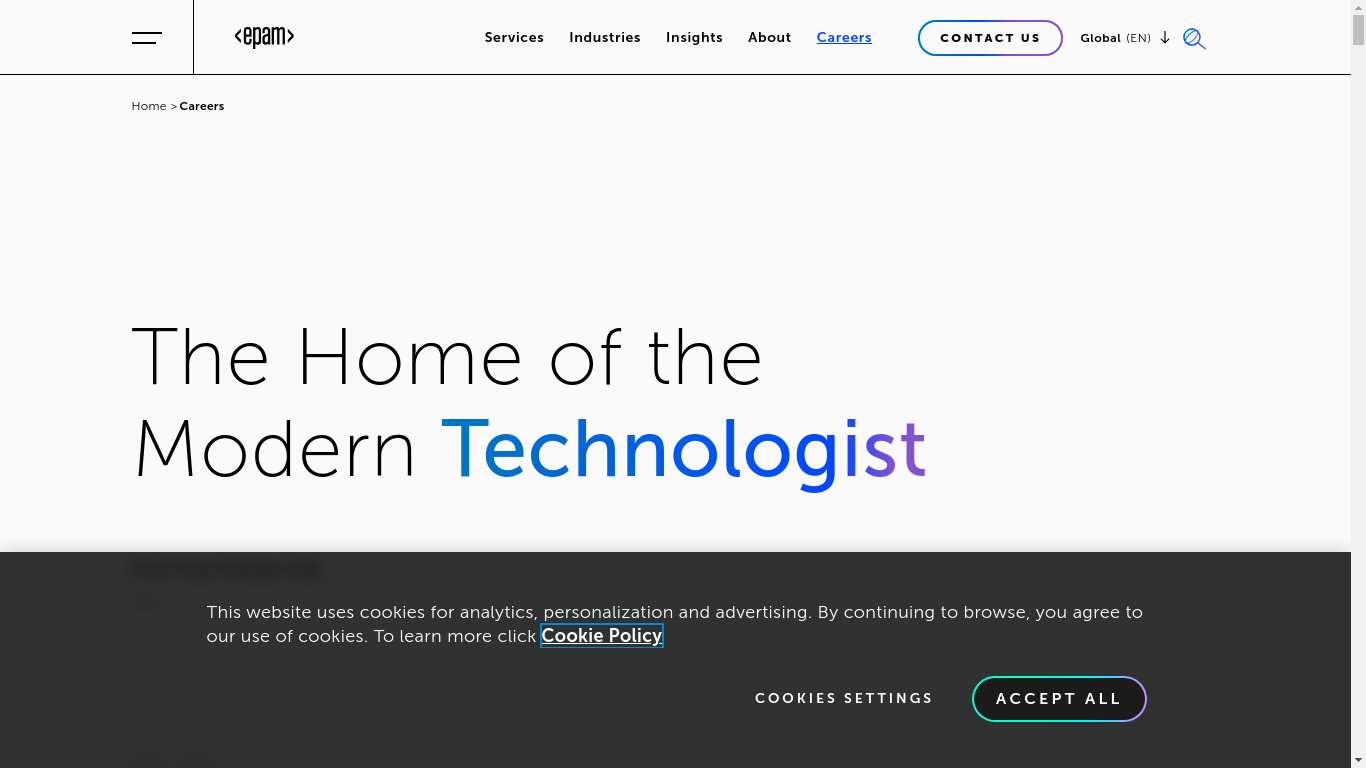 <epam>
Services
Industries
Insights
About
Careers
CONTACT US
Global (EN)
Home > Careers
The Home of the
Modern Technologist
This website uses cookies for analytics, personalization and advertising. By continuing to browse, you agree to
our use of cookies. To learn more click Cookie Policy
COOKIES SETTINGS
ACCEPT ALL